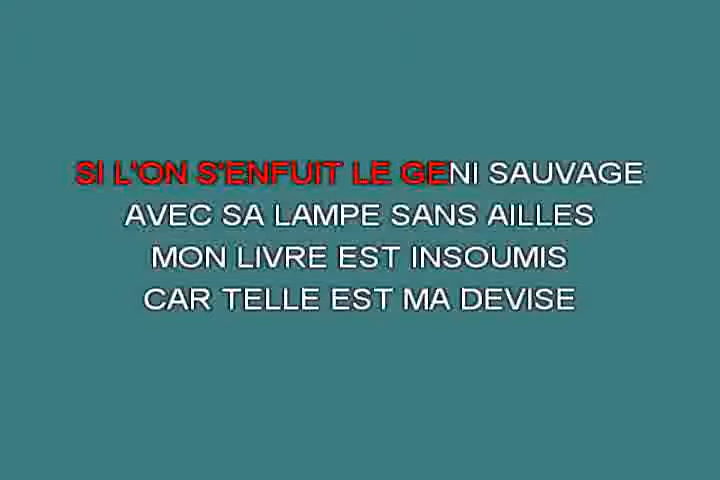 SI L'ON S'ENFUIT LE GENI SAUVAGE
AVEC SA LAMPE SANS AILLES
MON LIVRE EST INSOUMIS
CAR TELLE EST MA DEVISE